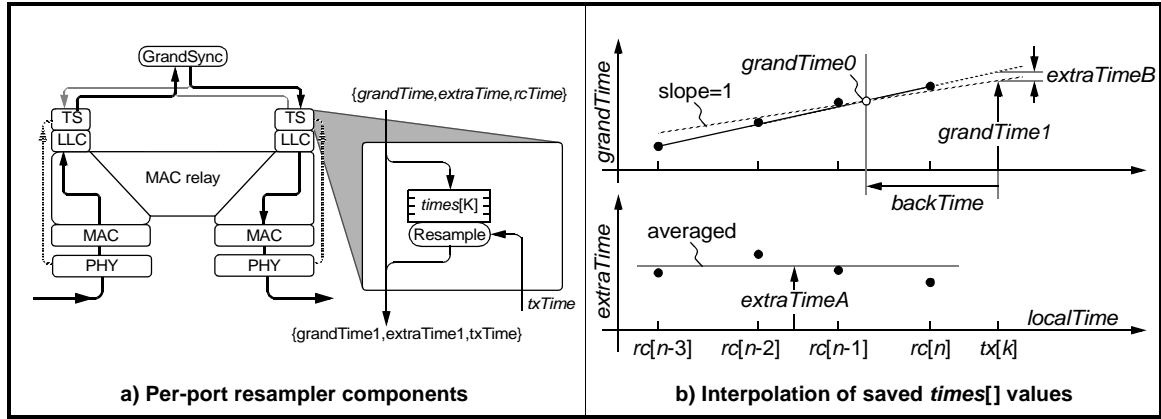 GrandSync
TS
LLC
TS
LLC
MAC relay
MAC
MAC
PHY
PHY
{grandTime,extraTime,rcTime}
times[K]
Resample
txTime
{grandTime1,extraTime1,txTime}
a) Per-port resampler components
grandTime
slope=1
grandTime0
extraTimeB
grandTime1
backTime
extraTime
averaged
extraTimeA
localTime
rc[n-3]
rc[n-2]
rc[n-1]
rc[n]
tx[k]
b) Interpolation of saved times[] values